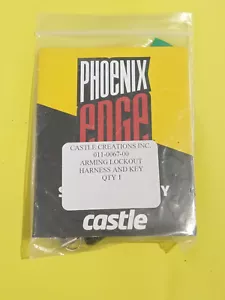 PHOENIX
EDGE
CASTLE CREATIONS INC.
011-0067-00
ARMING LOCKOUT
HARNESS AND KEY
QTY 1
S
Y
castle